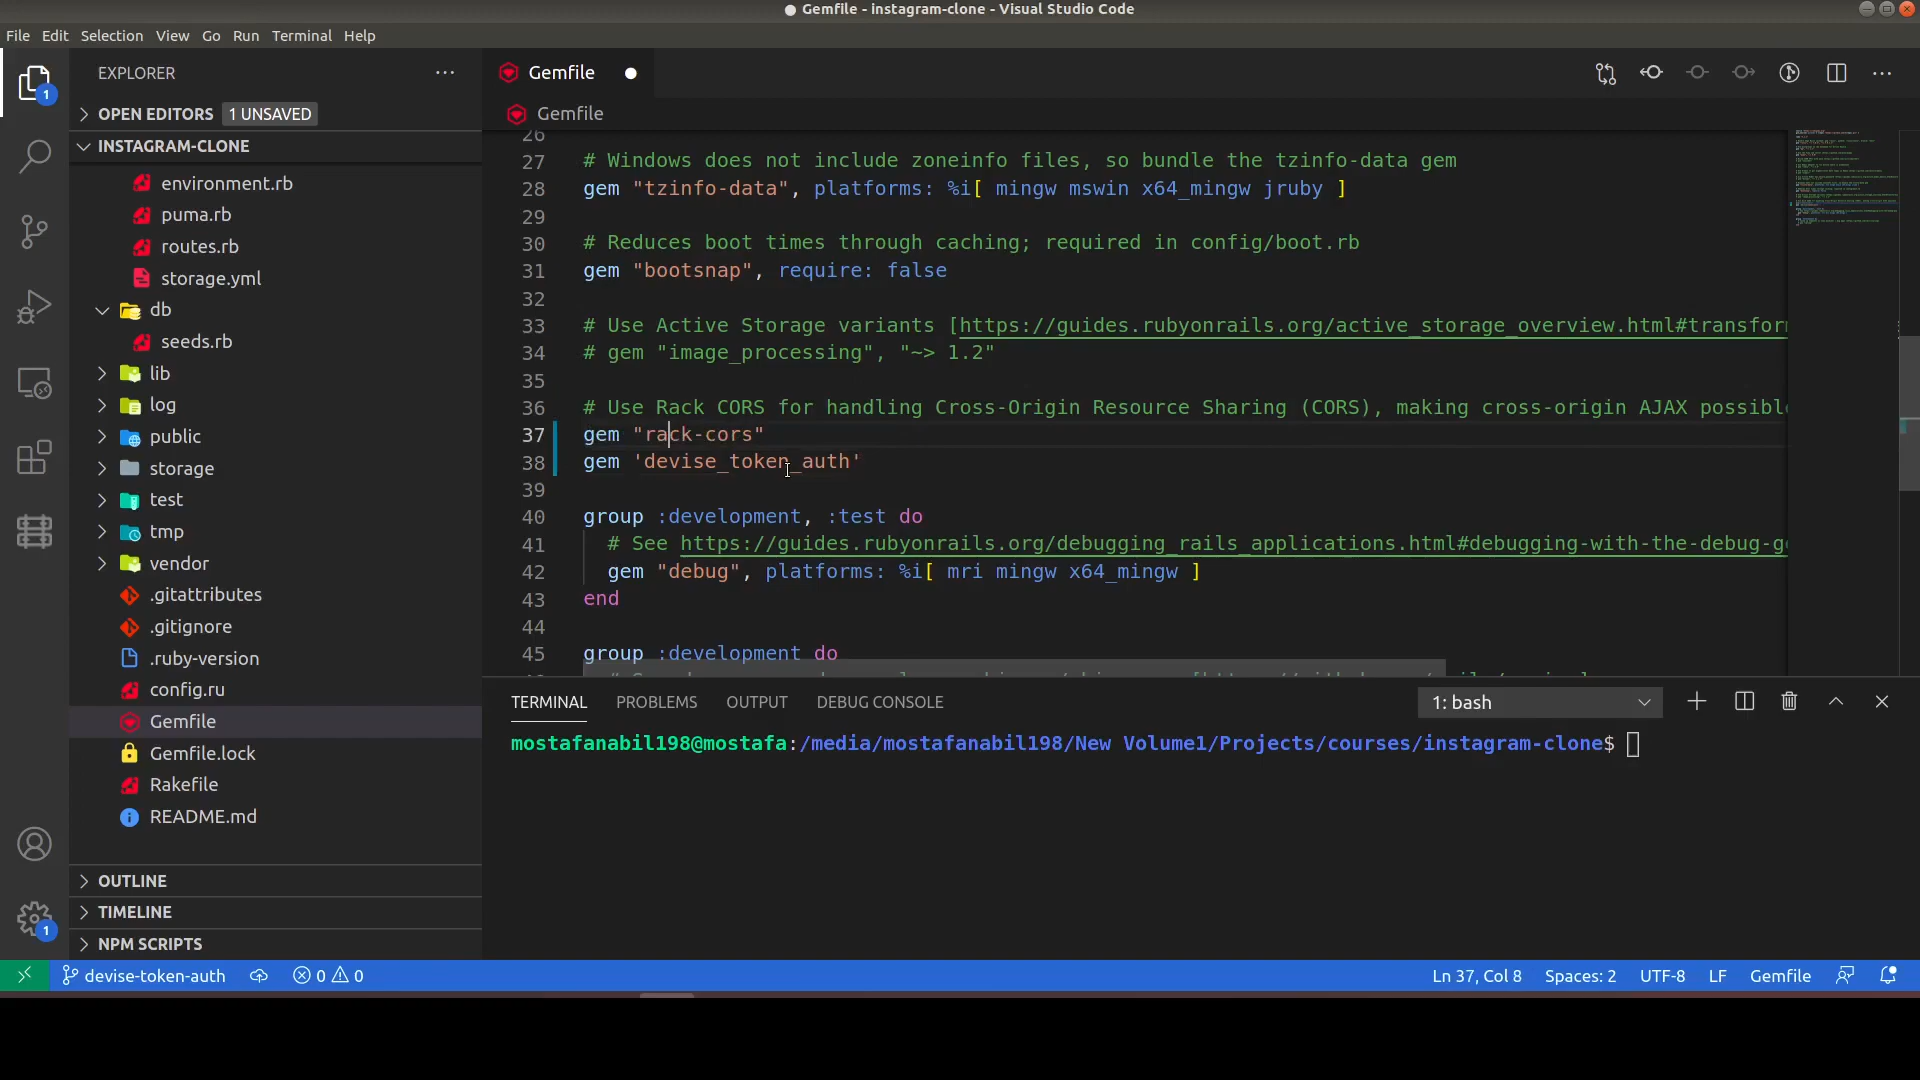 Gemfile - instagram-clone - Visual Studio Code
File Edit Selection View Go Run Terminal Help
EXPLORER
OPEN EDITORS 1 UNSAVED
INSTAGRAM-CLONE
environment.rb
puma.rb
routes.rb
storage.yml
db
seeds.rb
lib
log
public
storage
test
tmp
vendor
.gitattributes
.gitignore
.ruby-version
config.ru
Gemfile
Gemfile.lock
Rakefile
README.md
OUTLINE
TIMELINE
NPM SCRIPTS
Gemfile
Gemfile
26
27 # Windows does not include zoneinfo files, so bundle the tzinfo-data gem
28 gem "tzinfo-data", platforms: %i[ mingw mswin x64_mingw jruby ]
29
30 # Reduces boot times through caching; required in config/boot.rb
31 gem "bootsnap", require: false
32
33 # Use Active Storage variants [https://guides.rubyonrails.org/active_storage_overview.html#transfor
34 # gem "image_processing", "~> 1.2"
35
36 # Use Rack CORS for handling Cross-Origin Resource Sharing (CORS), making cross-origin AJAX possible
37 gem "rack-cors"
38 gem 'devise_token_auth'
39
40 group :development, :test do
41 # See https://guides.rubyonrails.org/debugging_rails_applications.html#debugging-with-the-debug-g
42 gem "debug", platforms: %i[ mri mingw x64_mingw ]
43 end
44
45 group :development do
TERMINAL PROBLEMS OUTPUT DEBUG CONSOLE 1: bash
mostafanabil198@mostafa:/media/mostafanabil198/New Volume1/Projects/courses/instagram-clone$
1
1
devise-token-auth 0 0 Ln 37, Col 8 Spaces: 2 UTF-8 LF Gemfile